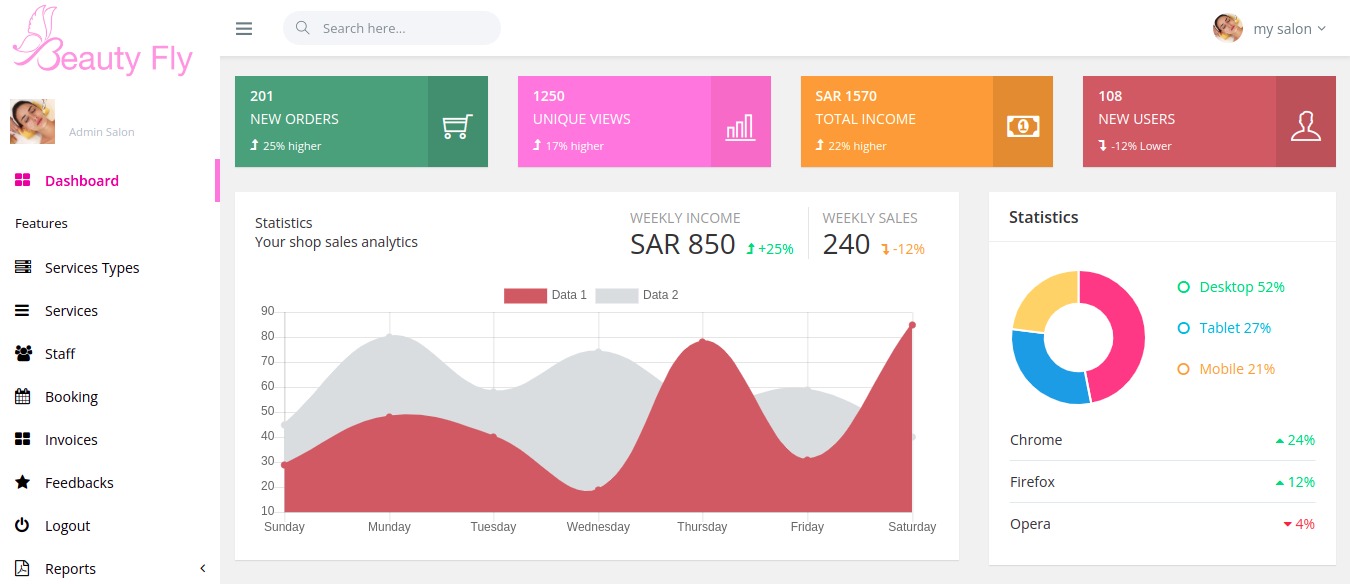 Beauty Fly
Search here...
my salon
Admin Salon
Dashboard
Features
Services Types
Services
Staff
Booking
Invoices
Feedbacks
Logout
Reports
201
NEW ORDERS
25% higher
1250
UNIQUE VIEWS
17% higher
SAR 1570
TOTAL INCOME
22% higher
1
108
NEW USERS
-12% Lower
Statistics
Your shop sales analytics
WEEKLY INCOME
SAR 850 +25%
WEEKLY SALES
240 -12%
Data 1 Data 2
90
80
70
60
50
40
30
20
10
Sunday Munday Tuesday Wednesday Thursday Friday Saturday
Statistics
Desktop 52%
Tablet 27%
Mobile 21%
Chrome 24%
Firefox 12%
Opera 4%